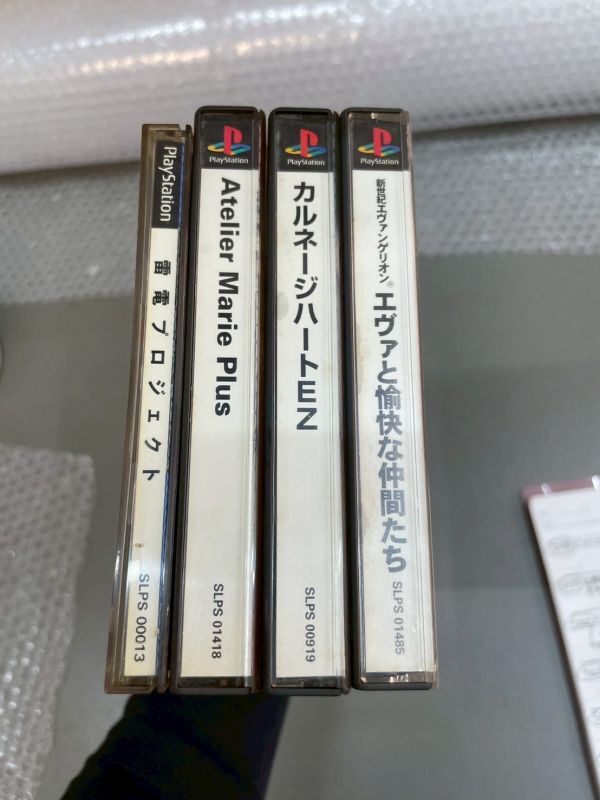 PlayStation
雷電プロジェクト
SLPS 00013
PlayStation
Atelier Marie Plus
SLPS 01418
PlayStation
カルネージハートEZ
SLPS 00919
PlayStation
新世紀エヴァンゲリオン®
エヴァと愉快な仲間たち
SLPS 01485